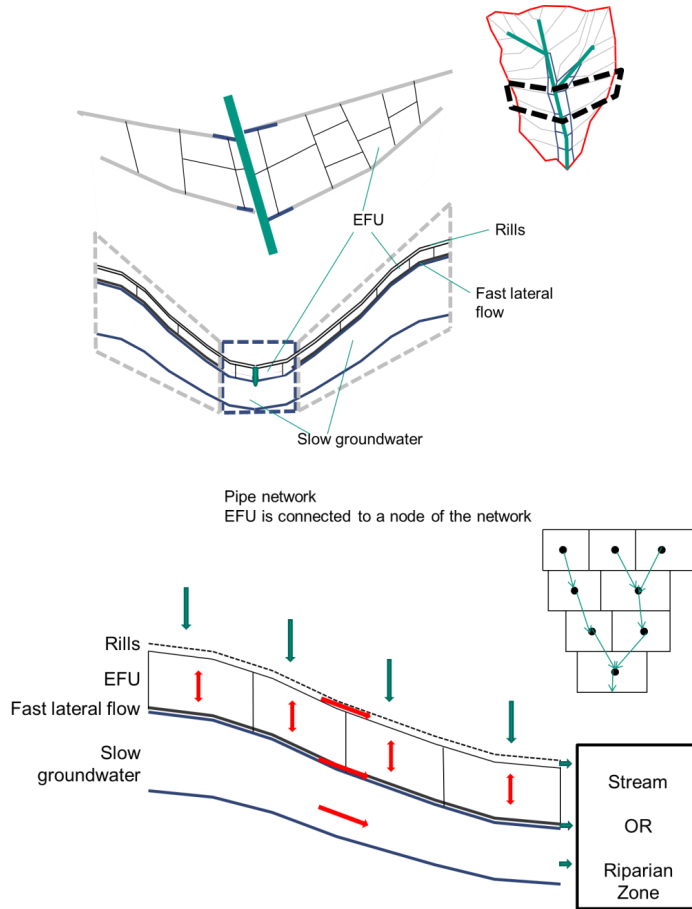 EFU
Rills
Fast lateral
flow
Slow groundwater
Pipe network
EFU is connected to a node of the network
Rills
EFU
Fast lateral flow
Slow
groundwater
Stream
OR
Riparian
Zone